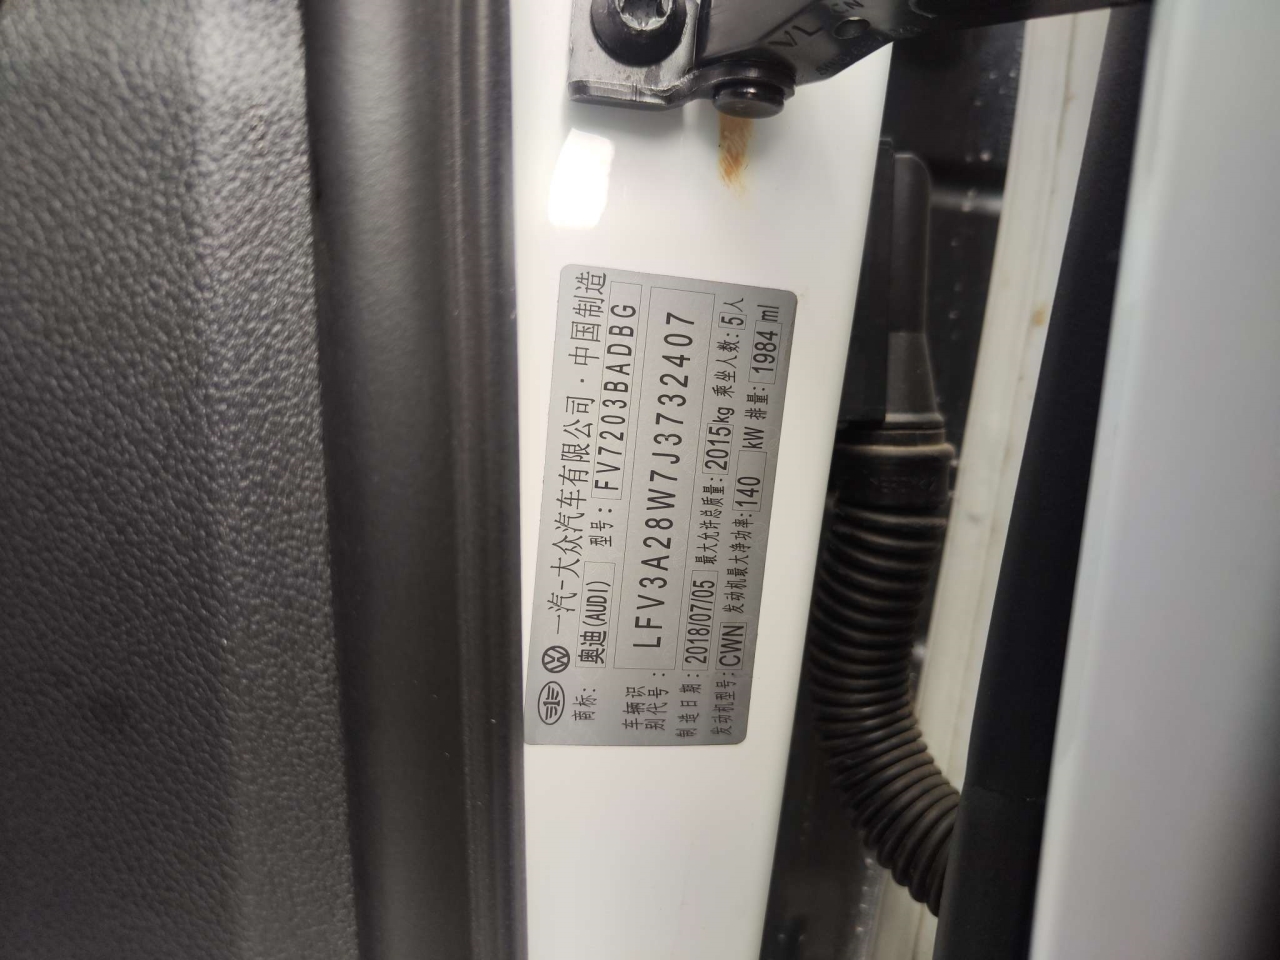 一汽-大众汽车有限公司·中国制造
商标: 奥迪(AUDI) 型号: FV7203BADBG
车辆识
别代号: LFV3A28W7J3732407
制造日期: 2018/07/05 最大允许总质量: 2015kg 乘坐人数: 5人
发动机型号: CWN 发动机最大净功率: 140 kW 排量: 1984 ml